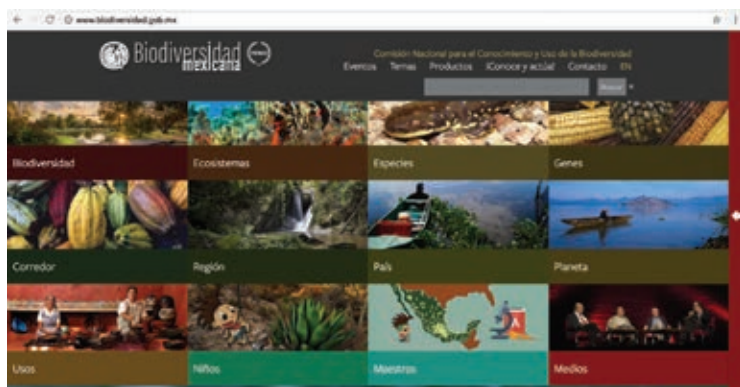 www.biodiversidad.gob.mx
Biodiversidad
mexicana
Comisión Nacional para el Conocimiento y Uso de la Biodiversidad
Eventos Temas Productos ¡Conoce y actúa! Contacto EN
Buscar
Biodiversidad Ecosistemas Especies Genes
Corredor Región País Planeta
Usos Niños Maestros Medios